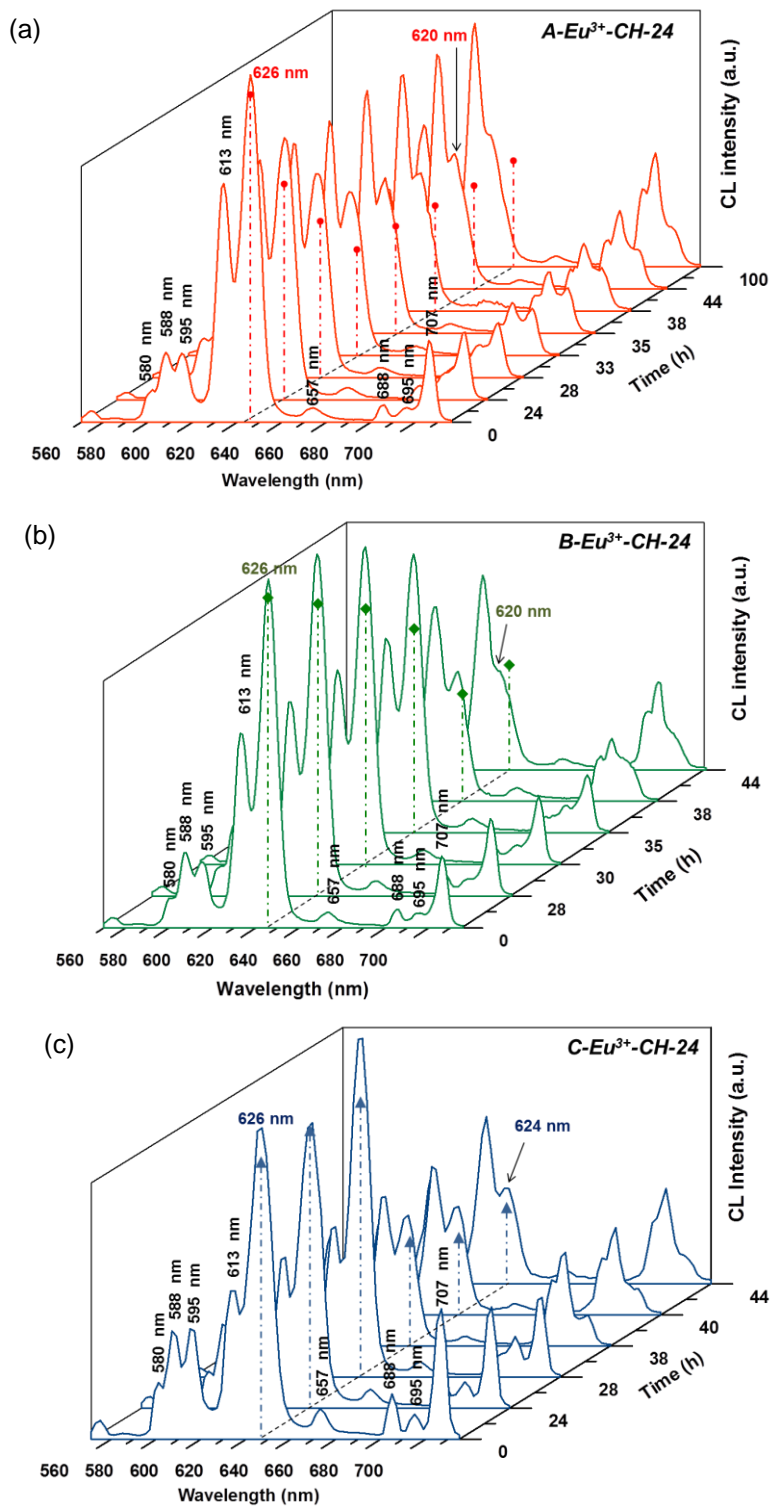 (a)
A-Eu³⁺-CH-24
620 nm
626 nm
613 nm
580 nm
588 nm
595 nm
657 nm
688 nm
695 nm
707 nm
CL intensity (a.u.)
0
24
28
33
35
38
44
100
Time (h)
560 580 600 620 640 660 680 700
Wavelength (nm)
(b)
B-Eu³⁺-CH-24
626 nm
620 nm
613 nm
580 nm
588 nm
595 nm
657 nm
688 nm
695 nm
707 nm
CL intensity (a.u.)
0
28
30
35
38
44
Time (h)
560 580 600 620 640 660 680 700
Wavelength (nm)
(c)
C-Eu³⁺-CH-24
626 nm
624 nm
613 nm
580 nm
588 nm
595 nm
657 nm
688 nm
695 nm
707 nm
CL Intensity (a.u.)
0
24
28
38
40
44
Time (h)
560 580 600 620 640 660 680 700
Wavelength (nm)